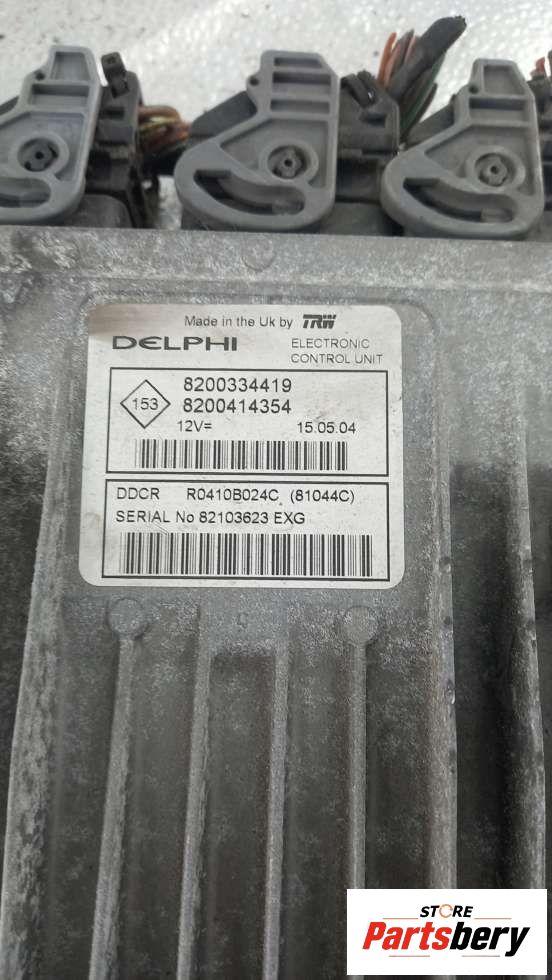 Made in the Uk by TRW
DELPHI
ELECTRONIC
CONTROL UNIT
153
8200334419
8200414354
12V=
15.05.04
DDCR R0410B024C (81044C)
SERIAL No 82103623 EXG
STORE
Partsbery